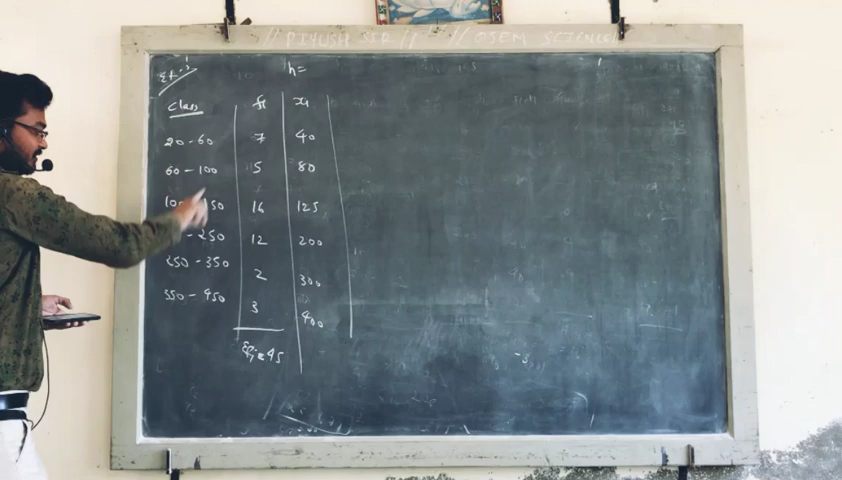 // PIYUSH SIR // // OSEM SCIENCE
Ex-
h=
Class fi xi
20-60 7 40
60-100 5 80
100-150 16 125
-250 12 200
250-350 2 300
350-450 3 400
Σfi=45